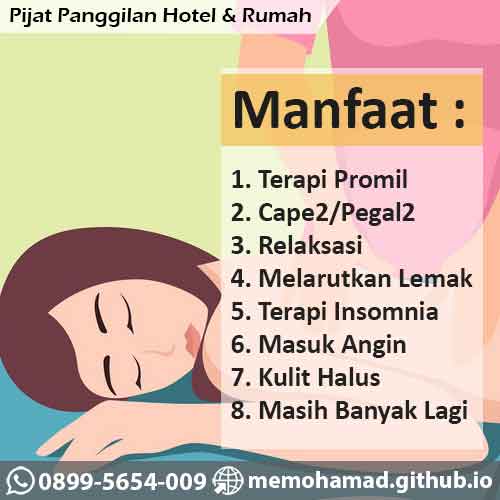 Pijat Panggilan Hotel & Rumah
Manfaat :
1. Terapi Promil
2. Cape2/Pegal2
3. Relaksasi
4. Melarutkan Lemak
5. Terapi Insomnia
6. Masuk Angin
7. Kulit Halus
8. Masih Banyak Lagi
0899-5654-009 memohamad.github.io